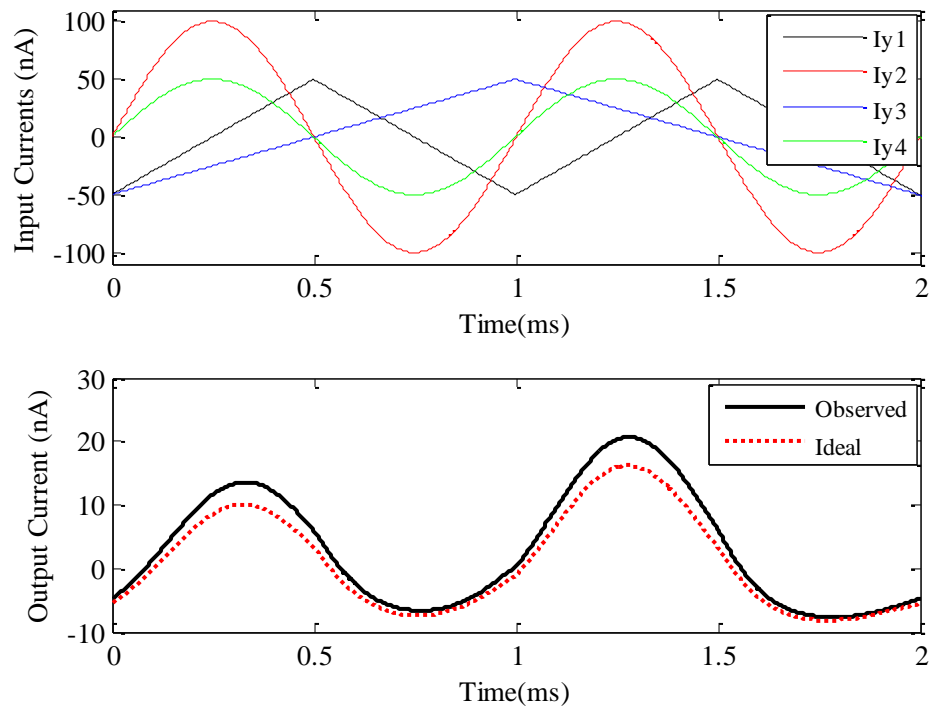 Input Currents (nA)
100
50
0
-50
-100
Iy1
Iy2
Iy3
Iy4
0
0.5
1
1.5
2
Time(ms)
Output Current (nA)
30
20
10
0
-10
Observed
Ideal
0
0.5
1
1.5
2
Time(ms)